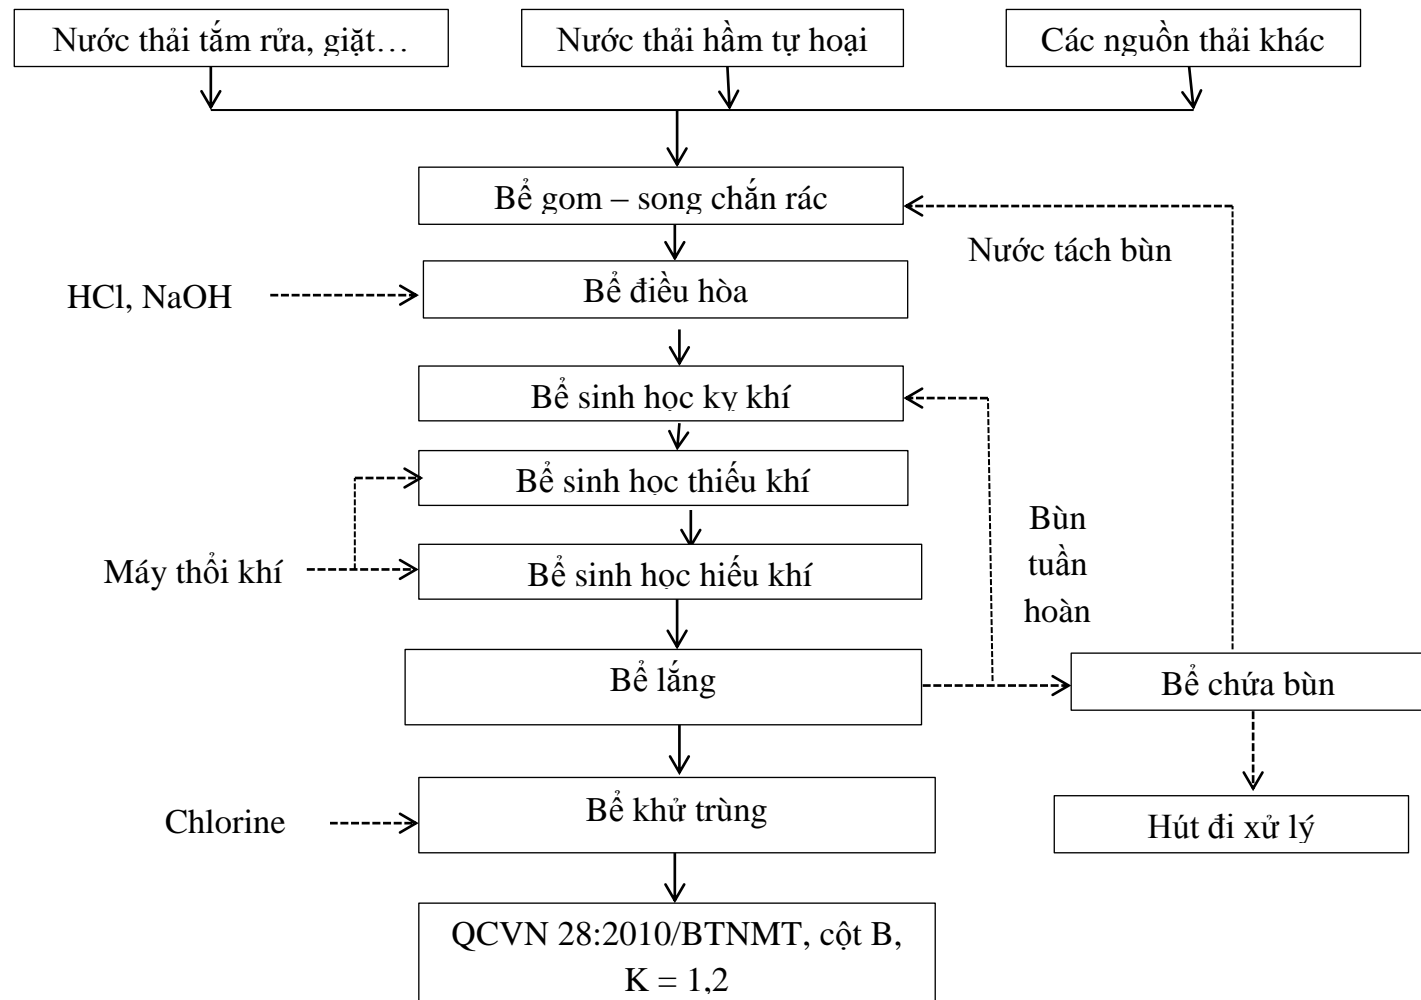 Nước thải tắm rửa, giặt…
Nước thải hầm tự hoại
Các nguồn thải khác
Bể gom – song chắn rác
Nước tách bùn
HCl, NaOH
Bể điều hòa
Bể sinh học kỵ khí
Bể sinh học thiếu khí
Máy thổi khí
Bể sinh học hiếu khí
Bùn
tuần
hoàn
Bể lắng
Bể chứa bùn
Chlorine
Bể khử trùng
Hút đi xử lý
QCVN 28:2010/BTNMT, cột B,
K = 1,2